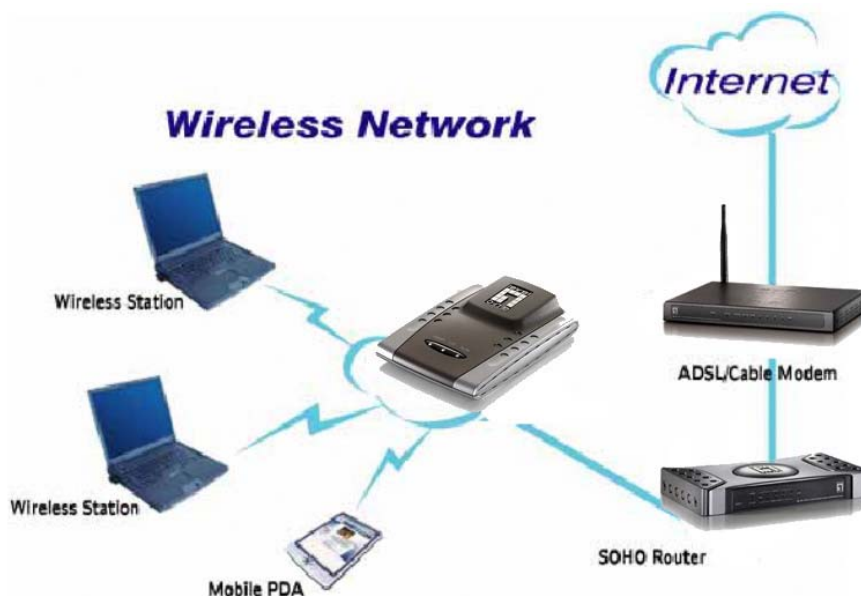 Internet
Wireless Network
Wireless Station
ADSL/Cable Modem
Wireless Station
SOHO Router
Mobile PDA